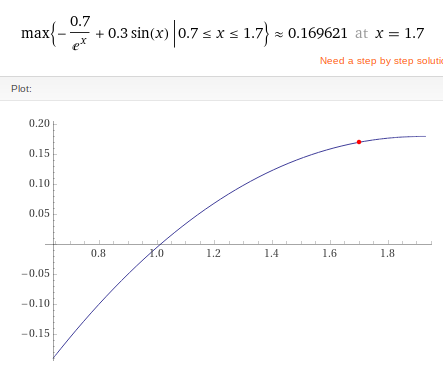 max{-0.7/e^x + 0.3 sin(x) | 0.7 ≤ x ≤ 1.7} ≈ 0.169621 at x = 1.7
Need a step by step soluti
Plot:
0.20
0.15
0.10
0.05
0.8 1.0 1.2 1.4 1.6 1.8
-0.05
-0.10
-0.15